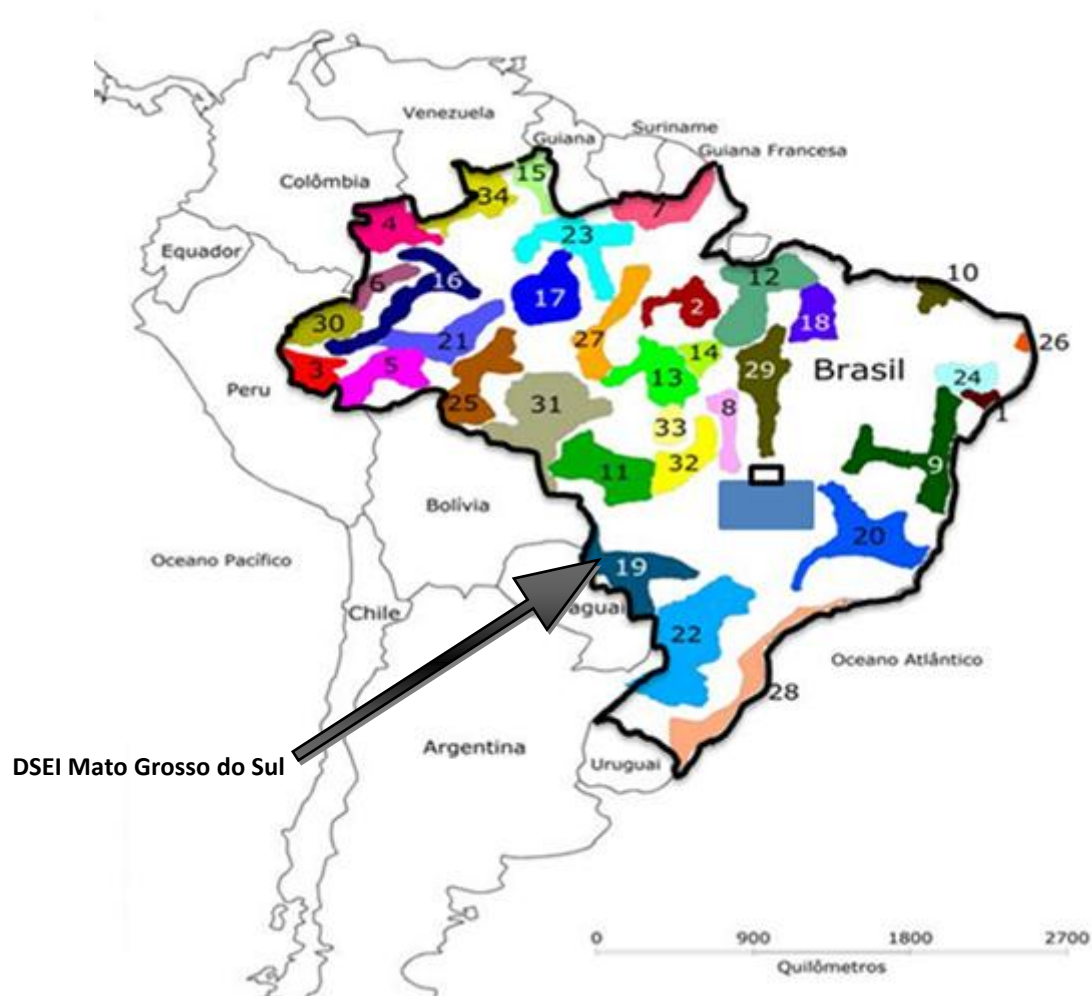 Venezuela
Suriname
Guiana
Guiana Francesa
Colômbia
15
34
7
4
23
Equador
10
6
16
12
17
2
18
30
21
27
26
14
29
Brasil
3
5
13
24
Peru
31
8
25
1
33
9
11
32
Bolívia
20
Oceano Pacífico
19
aguai
Chile
22
Oceano Atlântico
28
Argentina
Uruguai
DSEI Mato Grosso do Sul
0 900 1800 2700
Quilômetros